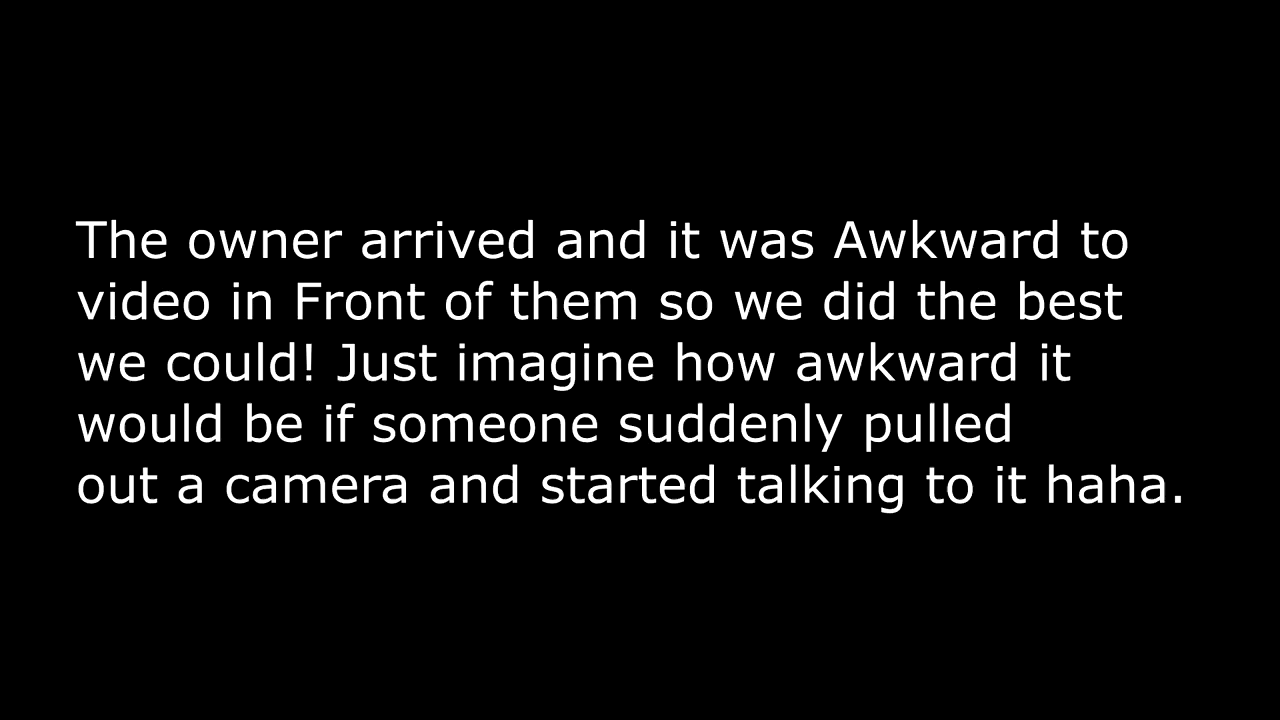 The owner arrived and it was Awkward to
video in Front of them so we did the best
we could! Just imagine how awkward it
would be if someone suddenly pulled
out a camera and started talking to it haha.